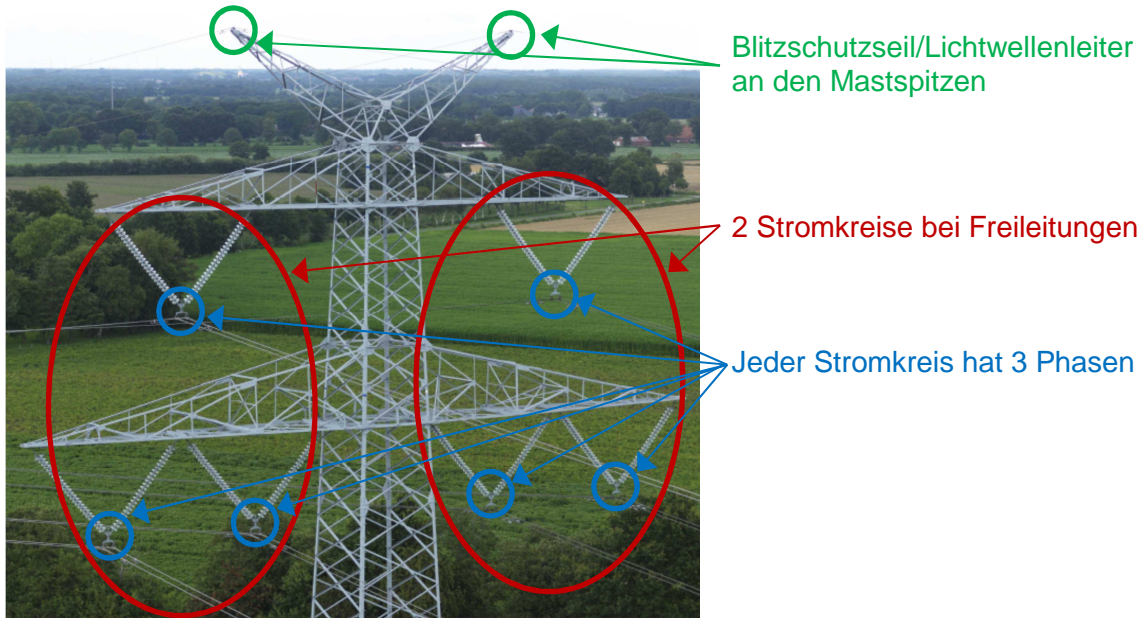 Blitzschutzseil/Lichtwellenleiter
an den Mastspitzen
2 Stromkreise bei Freileitungen
Jeder Stromkreis hat 3 Phasen